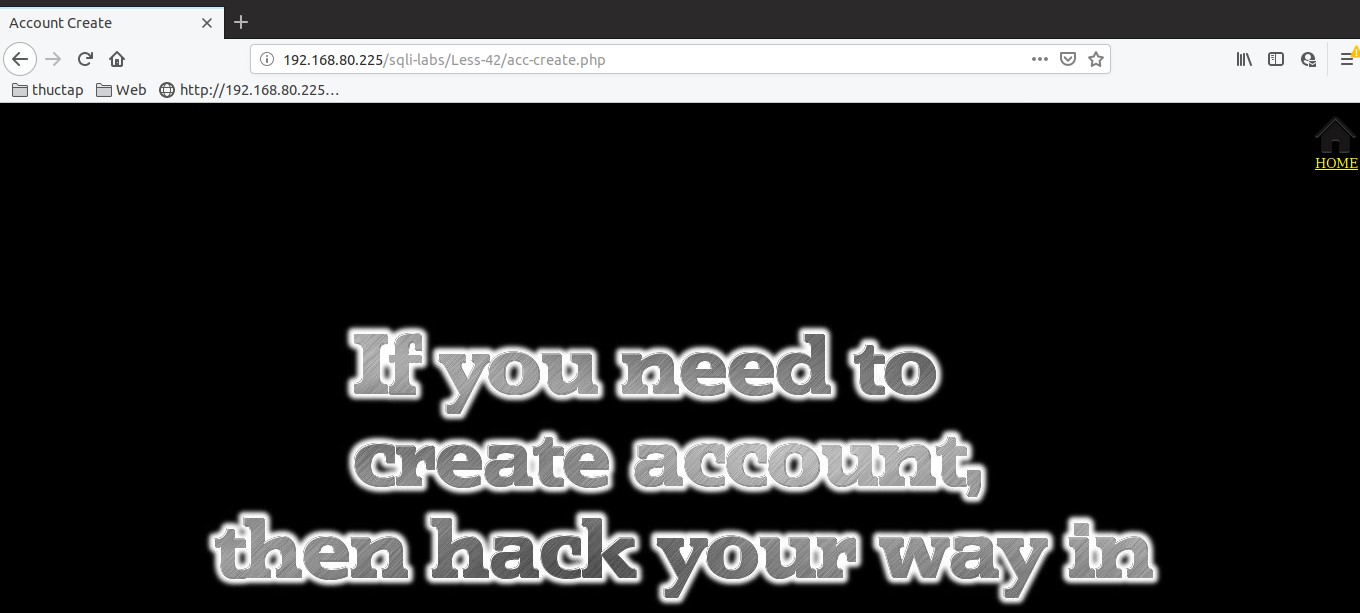 Account Create
192.168.80.225/sqli-labs/Less-42/acc-create.php
thuctap Web http://192.168.80.225…
HOME
If you need to
create account,
then hack your way in